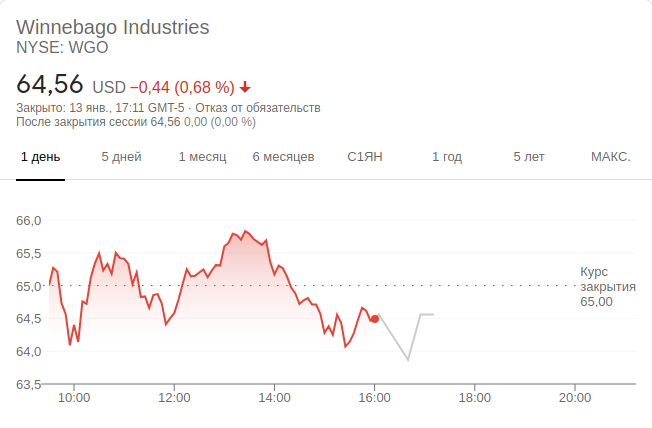 Winnebago Industries
NYSE: WGO
64,56 USD −0,44 (0,68 %)
Закрыто: 13 янв., 17:11 GMT-5 · Отказ от обязательств
После закрытия сессии 64,56 0,00 (0,00 %)
1 день 5 дней 1 месяц 6 месяцев С1ЯН 1 год 5 лет МАКС.
66,0
65,5
Курс
65,0
закрытия
65,00
64,5
64,0
63,5
10:00 12:00 14:00 16:00 18:00 20:00